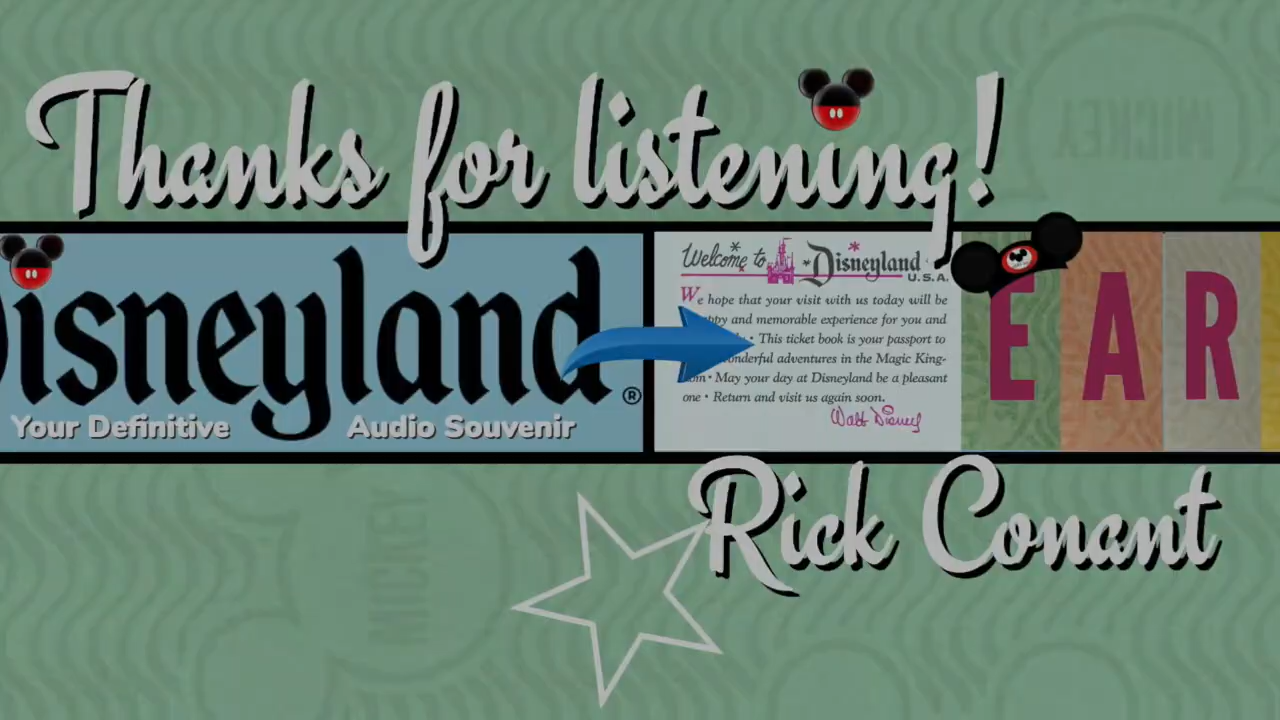 Thanks for listening!
MICKEY
Disneyland®
Your Definitive Audio Souvenir
Welcome to Disneyland
U.S.A.
We hope that your visit with us today will be
and memorable experience for you and
• This ticket book is your passport to
adventures in the Magic King-
• May your day at Disneyland be a pleasant
one • Return and visit us again soon.
Walt Disney
EAR
Rick Conant
MICKEY